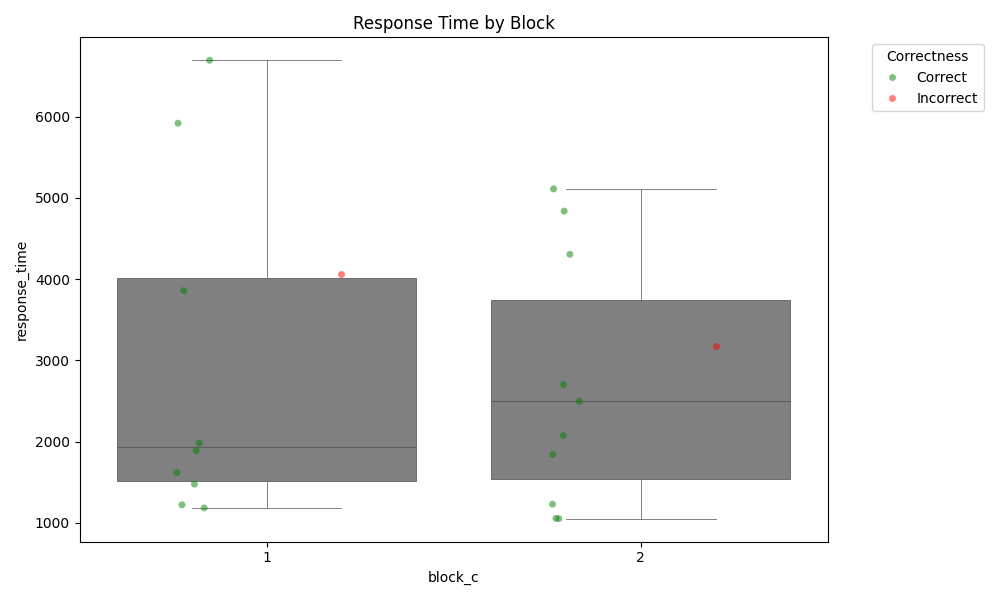 Response Time by Block
Correctness
Correct
Incorrect
response_time
6000
5000
4000
3000
2000
1000
1
2
block_c